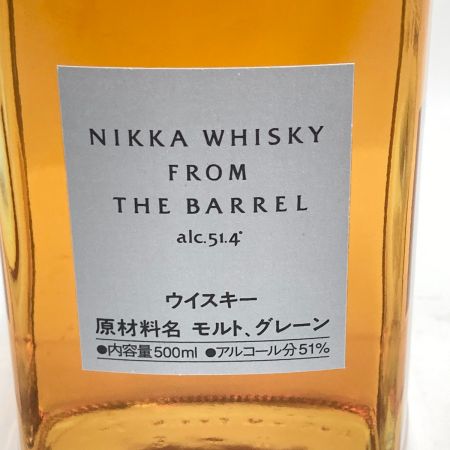 NIKKA WHISKY
FROM
THE BARREL
alc.51.4°
ウイスキー
原材料名 モルト、グレーン
●内容量500ml ●アルコール分51%